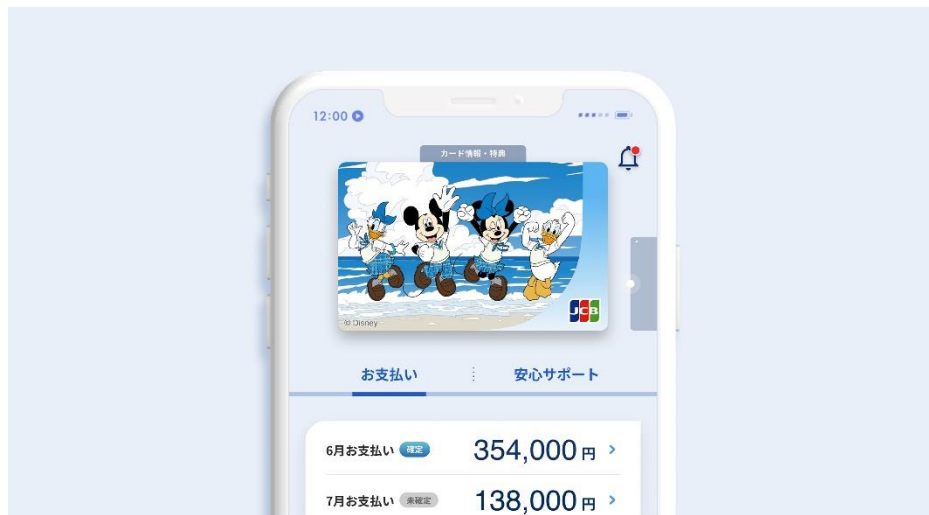 12:00
カード情報・特典
© Disney
JCB
お支払い
安心サポート
6月お支払い 確定 354,000円
7月お支払い 未確定 138,000円